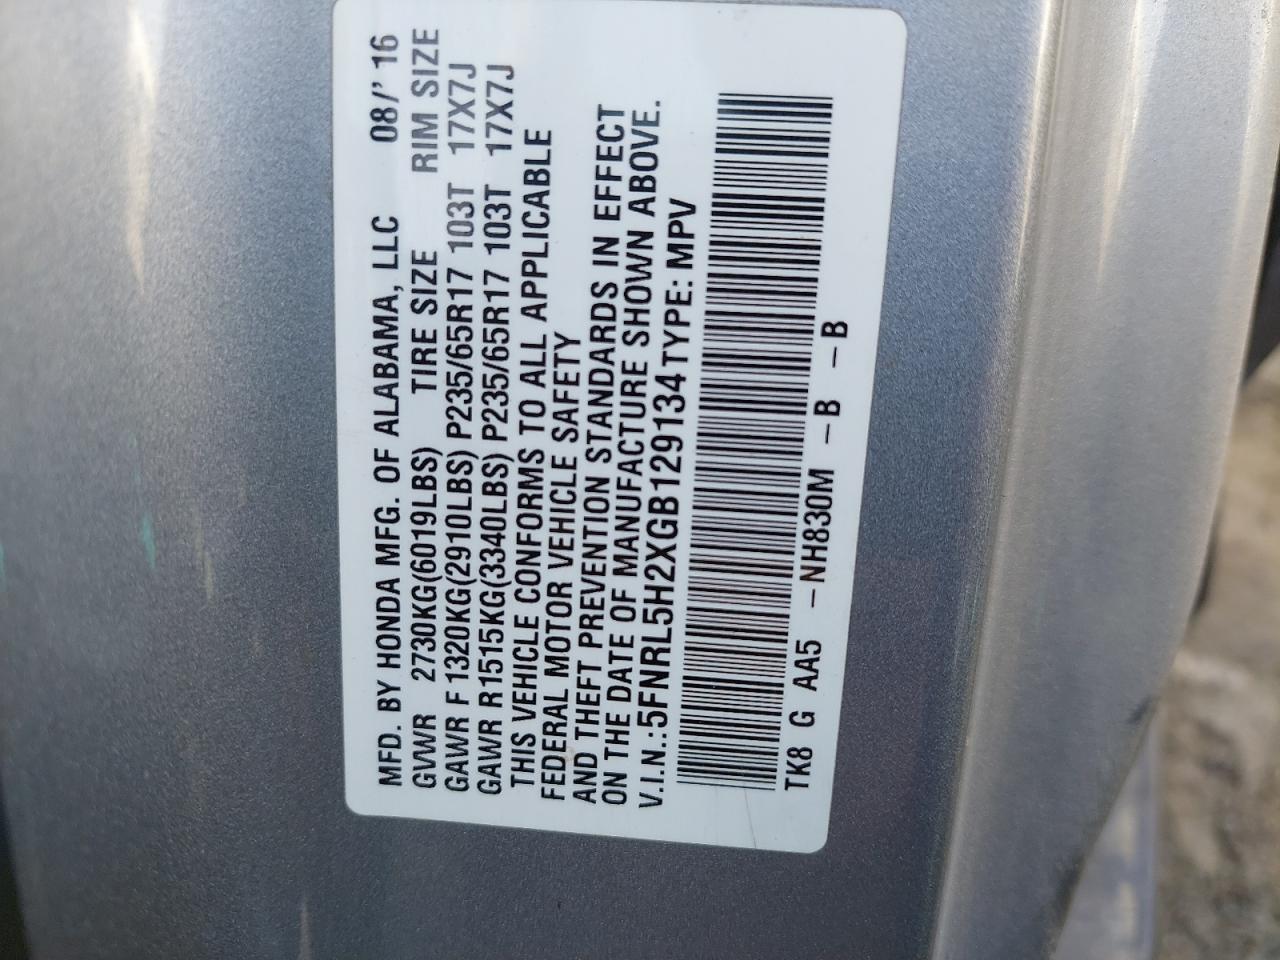 MFD. BY HONDA MFG. OF ALABAMA, LLC 08/'16
GVWR 2730KG(6019LBS) TIRE SIZE RIM SIZE
GAWR F 1320KG(2910LBS) P235/65R17 103T 17X7J
GAWR R 1515KG(3340LBS) P235/65R17 103T 17X7J
THIS VEHICLE CONFORMS TO ALL APPLICABLE
FEDERAL MOTOR VEHICLE SAFETY
AND THEFT PREVENTION STANDARDS IN EFFECT
ON THE DATE OF MANUFACTURE SHOWN ABOVE.
V.I.N.:5FNRL5H2XGB129134 TYPE: MPV
TK8 G AA5 -NH830M -B -B